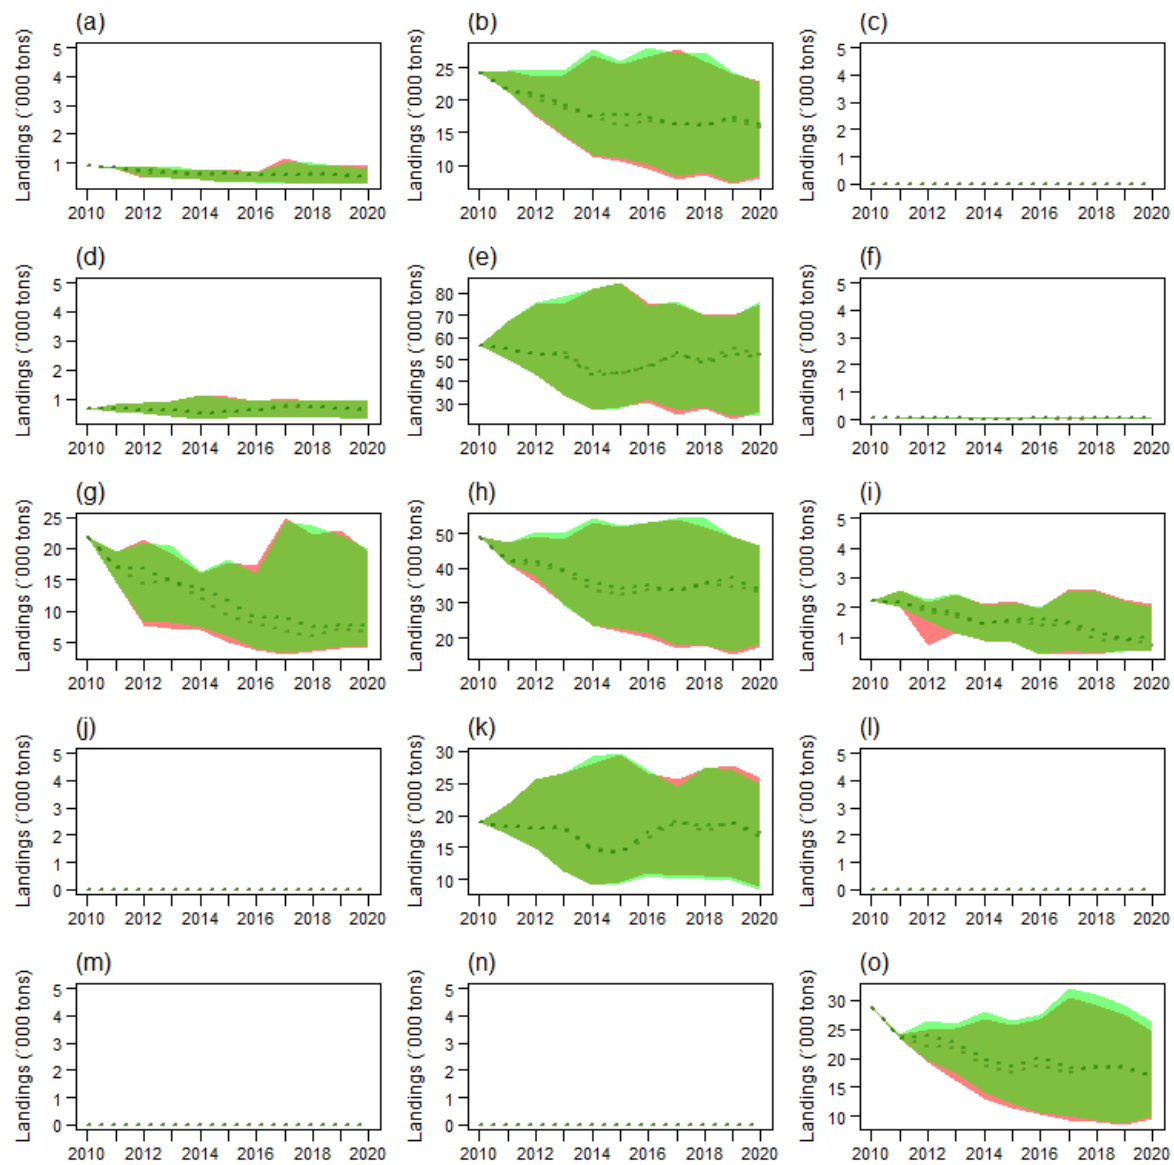 (a) (b) (c)
Landings (´000 tons) 5 4 3 2 1 Landings (´000 tons) 25 20 15 10 Landings (´000 tons) 5 4 3 2 1 0
2010 2012 2014 2016 2018 2020 2010 2012 2014 2016 2018 2020 2010 2012 2014 2016 2018 2020
(d) (e) (f)
Landings (´000 tons) 5 4 3 2 1 Landings (´000 tons) 80 70 60 50 40 30 Landings (´000 tons) 5 4 3 2 1 0
2010 2012 2014 2016 2018 2020 2010 2012 2014 2016 2018 2020 2010 2012 2014 2016 2018 2020
(g) (h) (i)
Landings (´000 tons) 25 20 15 10 5 Landings (´000 tons) 50 40 30 20 Landings (´000 tons) 5 4 3 2 1
2010 2012 2014 2016 2018 2020 2010 2012 2014 2016 2018 2020 2010 2012 2014 2016 2018 2020
(j) (k) (l)
Landings (´000 tons) 5 4 3 2 1 0 Landings (´000 tons) 30 25 20 15 10 Landings (´000 tons) 5 4 3 2 1 0
2010 2012 2014 2016 2018 2020 2010 2012 2014 2016 2018 2020 2010 2012 2014 2016 2018 2020
(m) (n) (o)
Landings (´000 tons) 5 4 3 2 1 0 Landings (´000 tons) 5 4 3 2 1 0 Landings (´000 tons) 30 25 20 15 10
2010 2012 2014 2016 2018 2020 2010 2012 2014 2016 2018 2020 2010 2012 2014 2016 2018 2020